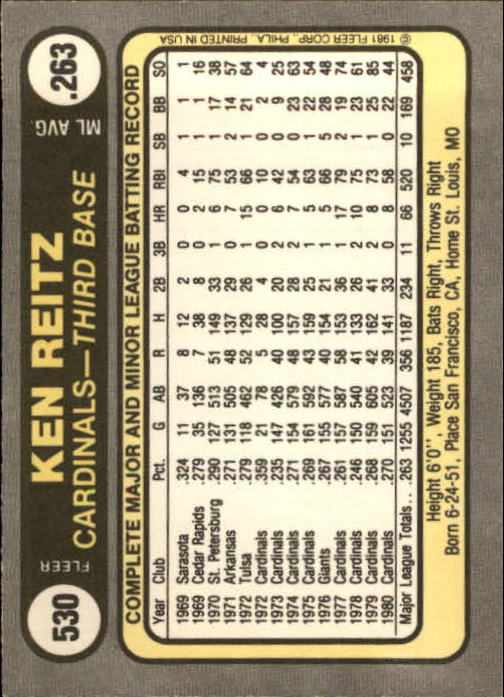 530
FLEER
KEN REITZ
CARDINALS—THIRD BASE
ML AVG.
.263
COMPLETE MAJOR AND MINOR LEAGUE BATTING RECORD
Year Club Pct. G AB R H 2B 3B HR RBI SB BB SO
1969 Sarasota .324 11 37 8 12 2 0 0 4 1 1 1
1969 Cedar Rapids .279 35 136 7 38 8 0 2 15 0 1 16
1970 St. Petersburg .290 127 513 51 149 33 1 6 75 1 17 38
1971 Arkansas .271 131 505 48 137 29 0 7 53 2 14 57
1972 Tulsa .279 118 462 52 129 26 1 15 66 1 21 64
1972 Cardinals .359 21 78 5 28 4 0 0 10 0 2 4
1973 Cardinals .235 147 426 40 100 20 2 6 42 0 9 25
1974 Cardinals .271 154 579 48 157 28 2 7 54 0 23 63
1975 Cardinals .269 161 592 43 159 25 1 5 63 1 22 54
1976 Giants .267 155 577 40 154 21 1 5 66 5 28 48
1977 Cardinals .261 157 587 58 153 36 1 17 79 2 19 74
1978 Cardinals .246 150 540 41 133 26 2 10 75 1 23 61
1979 Cardinals .268 159 605 42 162 41 2 8 73 1 25 85
1980 Cardinals .270 151 523 39 141 33 0 8 58 0 22 44
Major League Totals... .263 1255 4507 356 1187 234 11 66 520 10 169 458
Height 6'0", Weight 185, Bats Right, Throws Right
Born 6-24-51, Place San Francisco, CA, Home St. Louis, MO
© 1981 FLEER CORP., PHILA., PRINTED IN USA